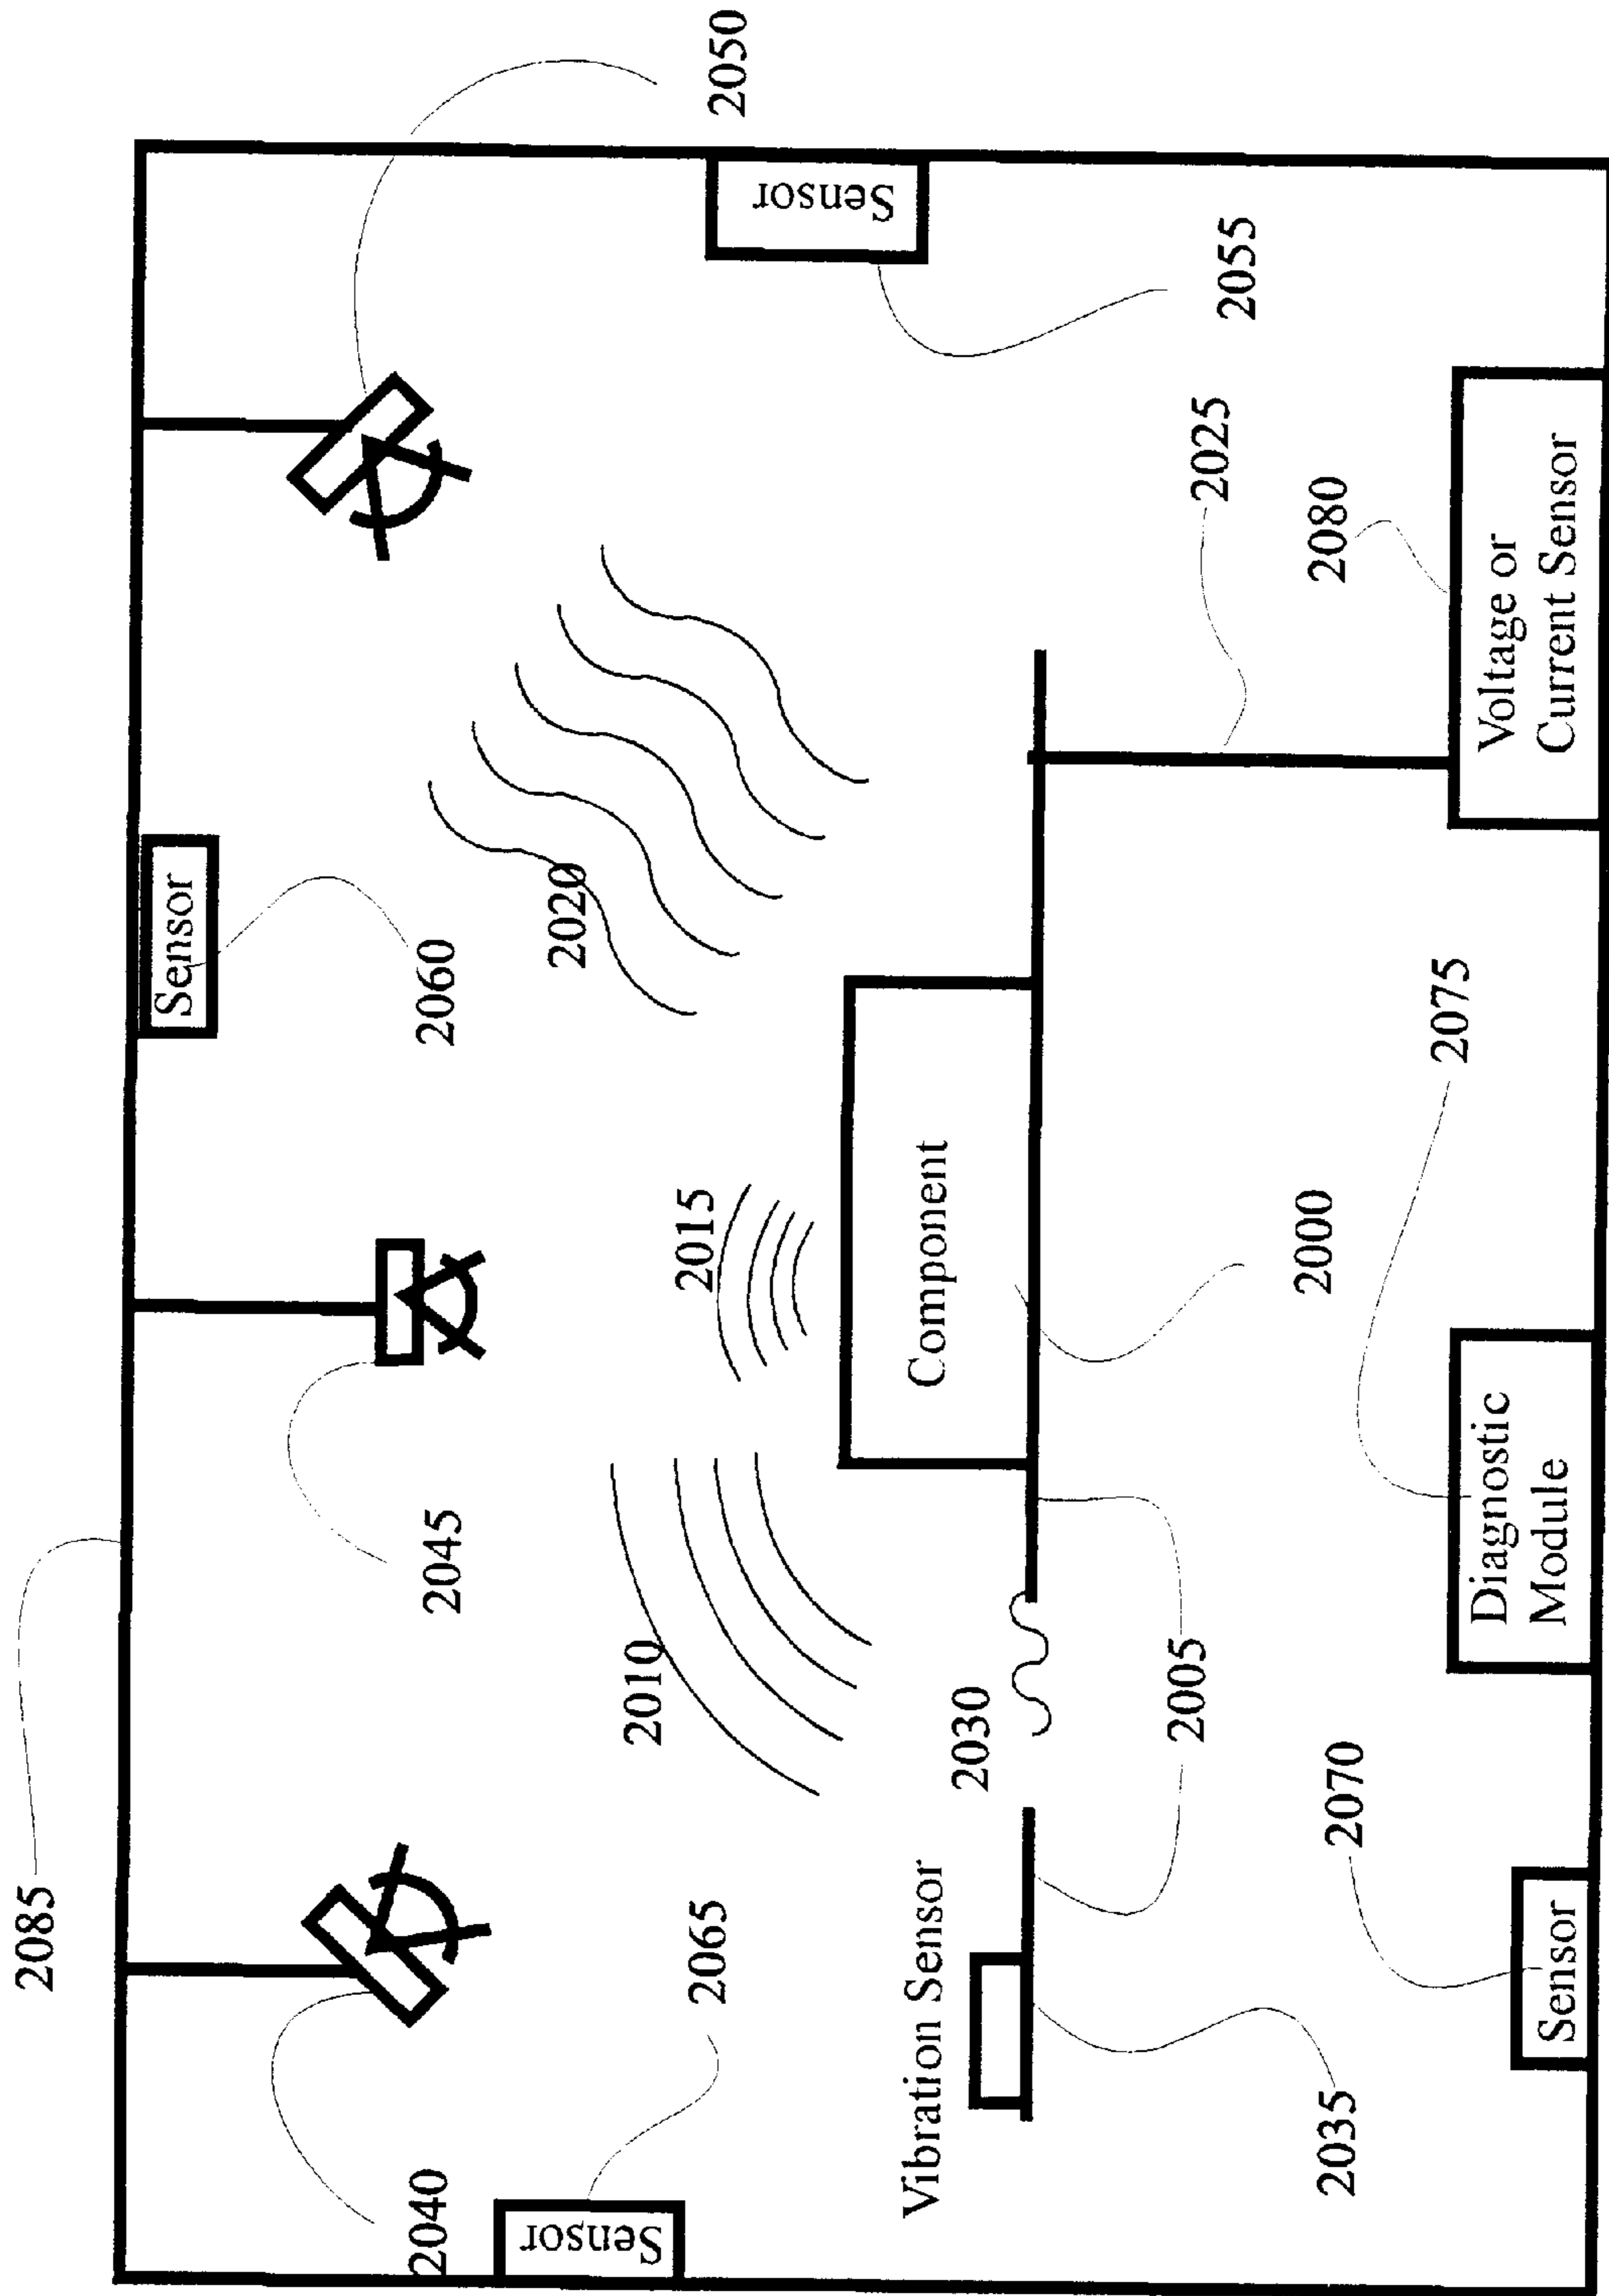 2085
2050
Sensor
2060
2045
2040
2065
Sensor
2020
2015
2010
Sensor
2055
Component
Vibration Sensor
2030
2025
2005
2000
2080
2035
2070
2075
Sensor
Diagnostic
Module
Voltage or
Current Sensor